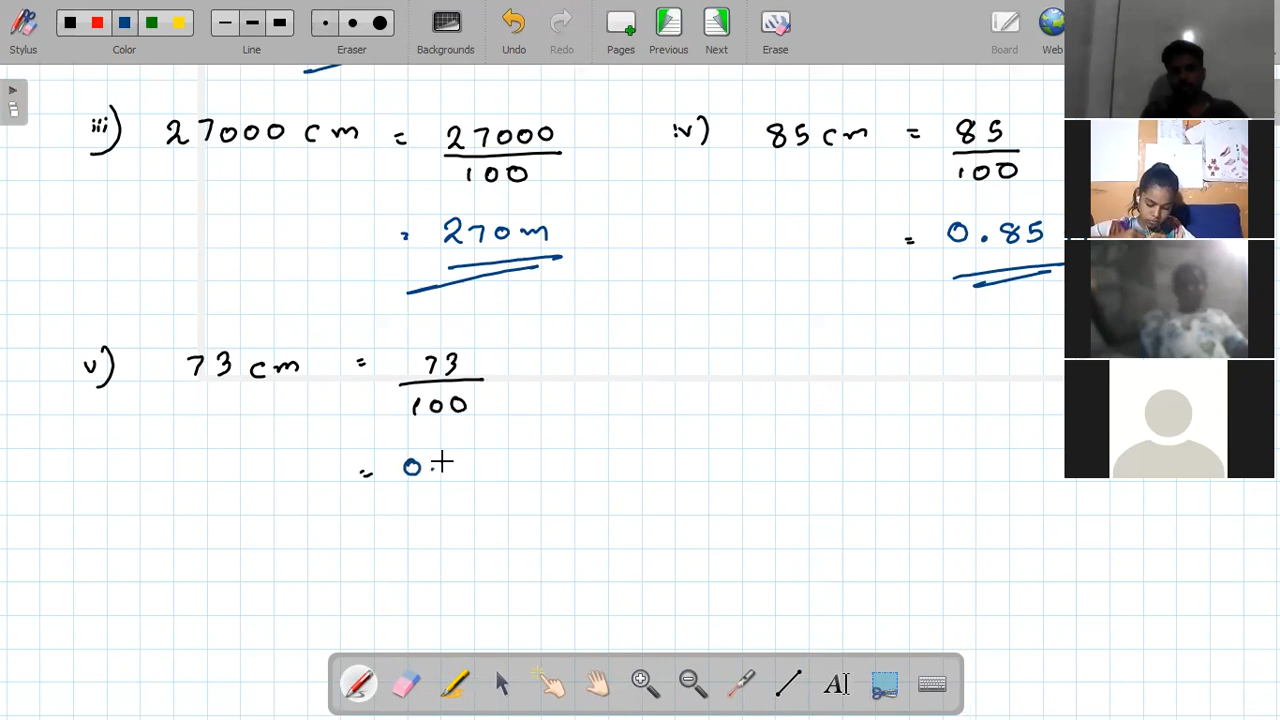 Stylus
Color
Line
Eraser
Backgrounds
Undo
Redo
Pages
Previous
Next
Erase
Board
Web
iii) 27000 cm = 27000
100
= 270 m
iv) 85 cm = 85
100
= 0.85
v) 73 cm = 73
100
= 0.